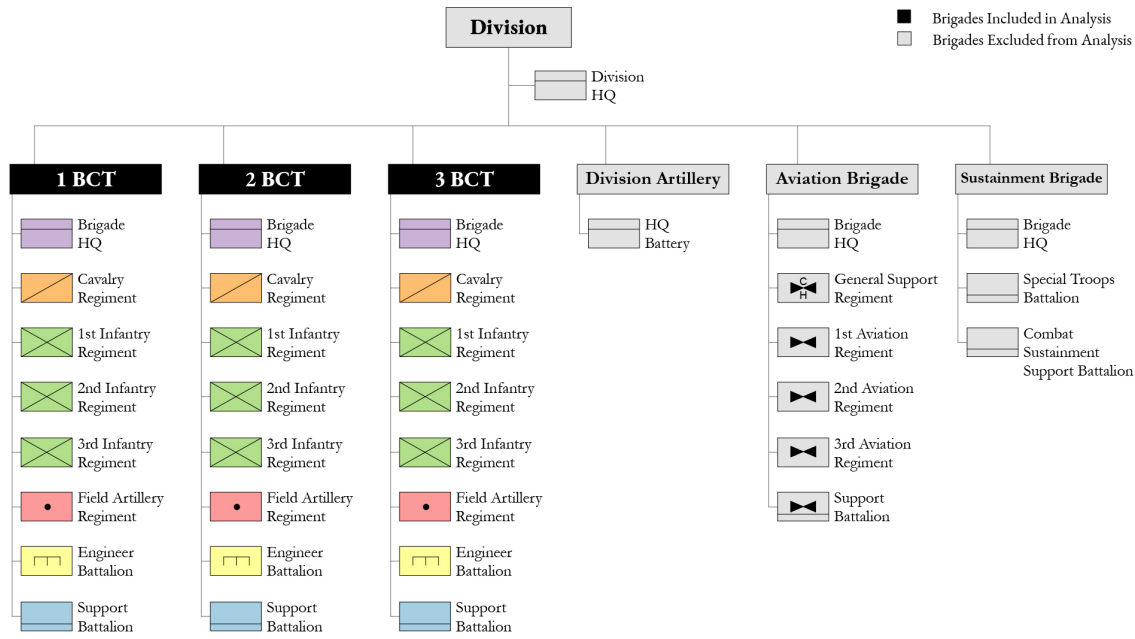 Division
Brigades Included in Analysis
Brigades Excluded from Analysis
Division
HQ
1 BCT
Brigade
HQ
Cavalry
Regiment
1st Infantry
Regiment
2nd Infantry
Regiment
3rd Infantry
Regiment
Field Artillery
Regiment
Engineer
Battalion
Support
Battalion
2 BCT
Brigade
HQ
Cavalry
Regiment
1st Infantry
Regiment
2nd Infantry
Regiment
3rd Infantry
Regiment
Field Artillery
Regiment
Engineer
Battalion
Support
Battalion
3 BCT
Brigade
HQ
Cavalry
Regiment
1st Infantry
Regiment
2nd Infantry
Regiment
3rd Infantry
Regiment
Field Artillery
Regiment
Engineer
Battalion
Support
Battalion
Division Artillery
HQ
Battery
Aviation Brigade
Brigade
HQ
C
H
General Support
Regiment
1st Aviation
Regiment
2nd Aviation
Regiment
3rd Aviation
Regiment
Support
Battalion
Sustainment Brigade
Brigade
HQ
Special Troops
Battalion
Combat
Sustainment
Support Battalion